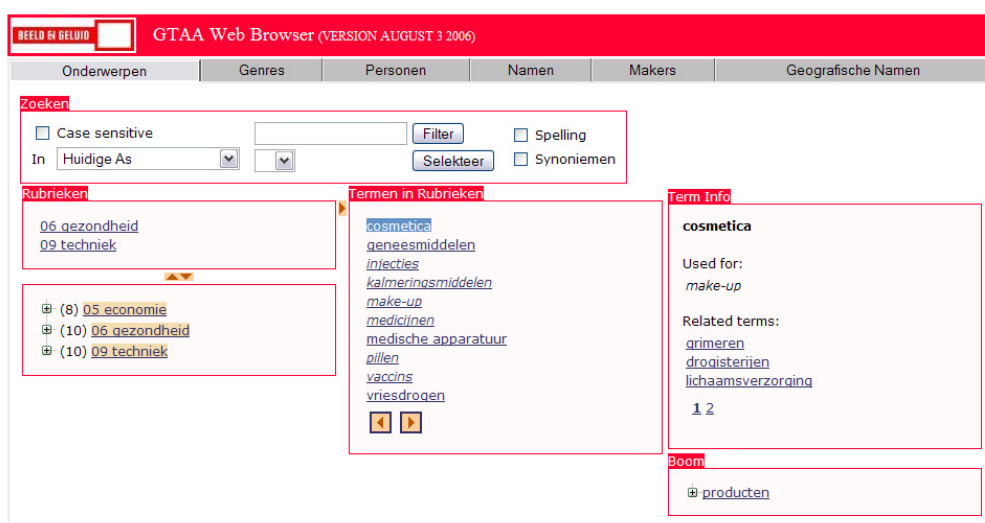 BEELD EN GELUID
GTAA Web Browser (VERSION AUGUST 3 2006)
Onderwerpen Genres Personen Namen Makers Geografische Namen
Zoeken
Case sensitive Filter Spelling
In Huidige As Selekteer Synoniemen
Rubrieken
06 gezondheid
09 techniek
(8) 05 economie
(10) 06 gezondheid
(10) 09 techniek
Termen in Rubrieken
cosmetica
geneesmiddelen
injecties
kalmeringsmiddelen
make-up
medicijnen
medische apparatuur
pillen
vaccins
vriesdrogen
Term Info
cosmetica
Used for:
make-up
Related terms:
grimeren
drogisterijen
lichaamsverzorging
1 2
Boom
producten